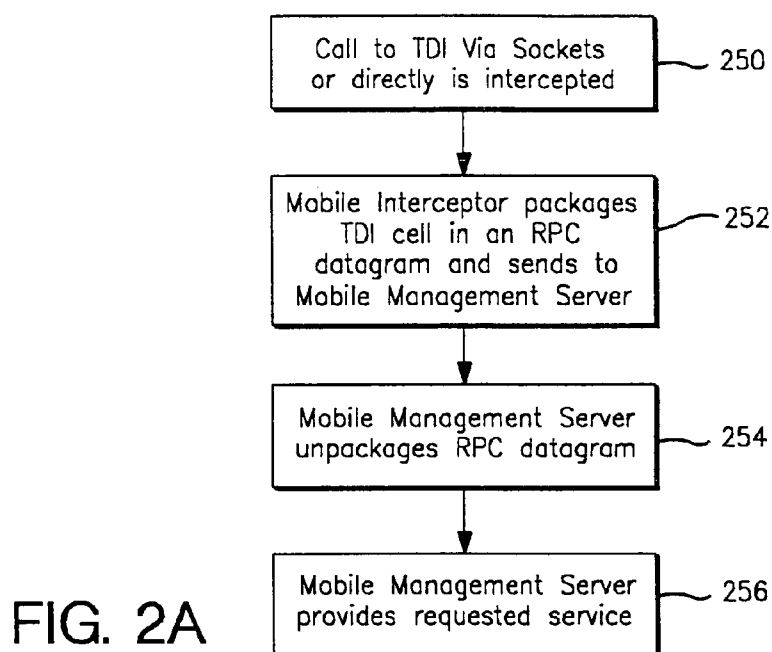 Call to TDI Via Sockets
or directly is intercepted
250
Mobile Interceptor packages
TDI cell in an RPC
datagram and sends to
Mobile Management Server
252
Mobile Management Server
unpackages RPC datagram
254
Mobile Management Server
provides requested service
256
FIG. 2A